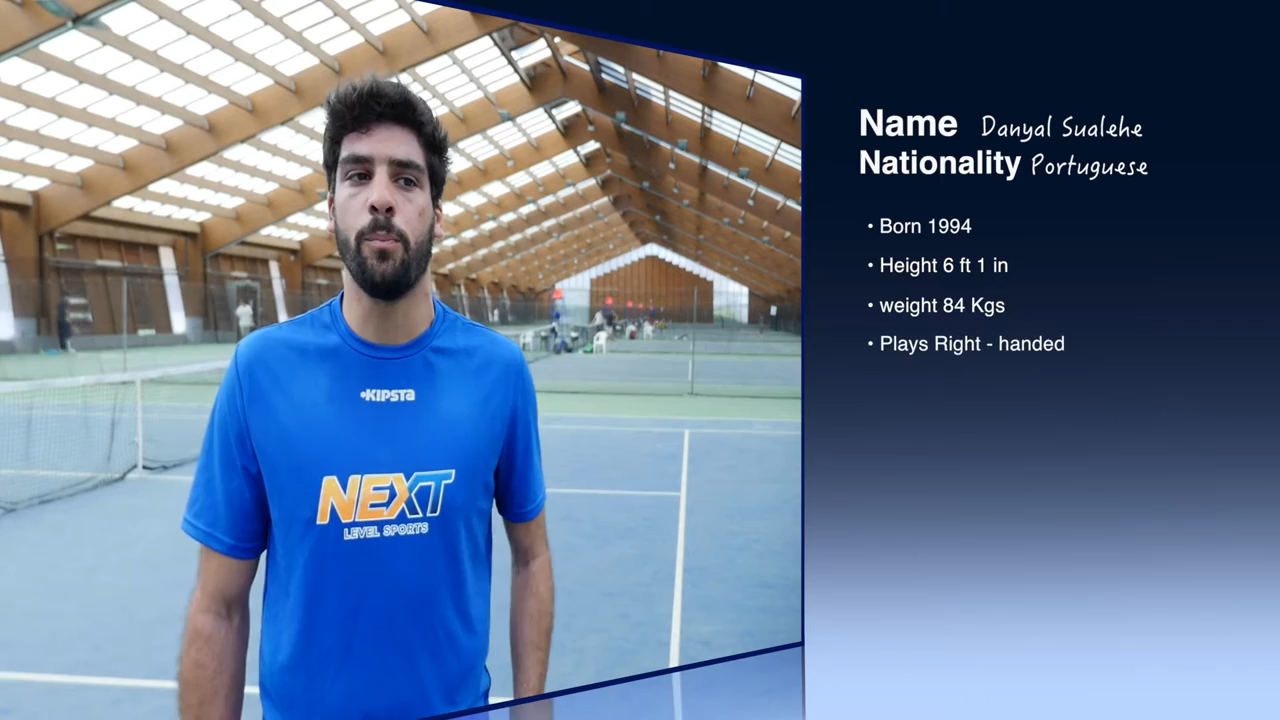 Name Danyal Sualehe
Nationality Portuguese
• Born 1994
• Height 6 ft 1 in
• weight 84 Kgs
• Plays Right - handed
KIPSTA
NEXT
LEVEL SPORTS